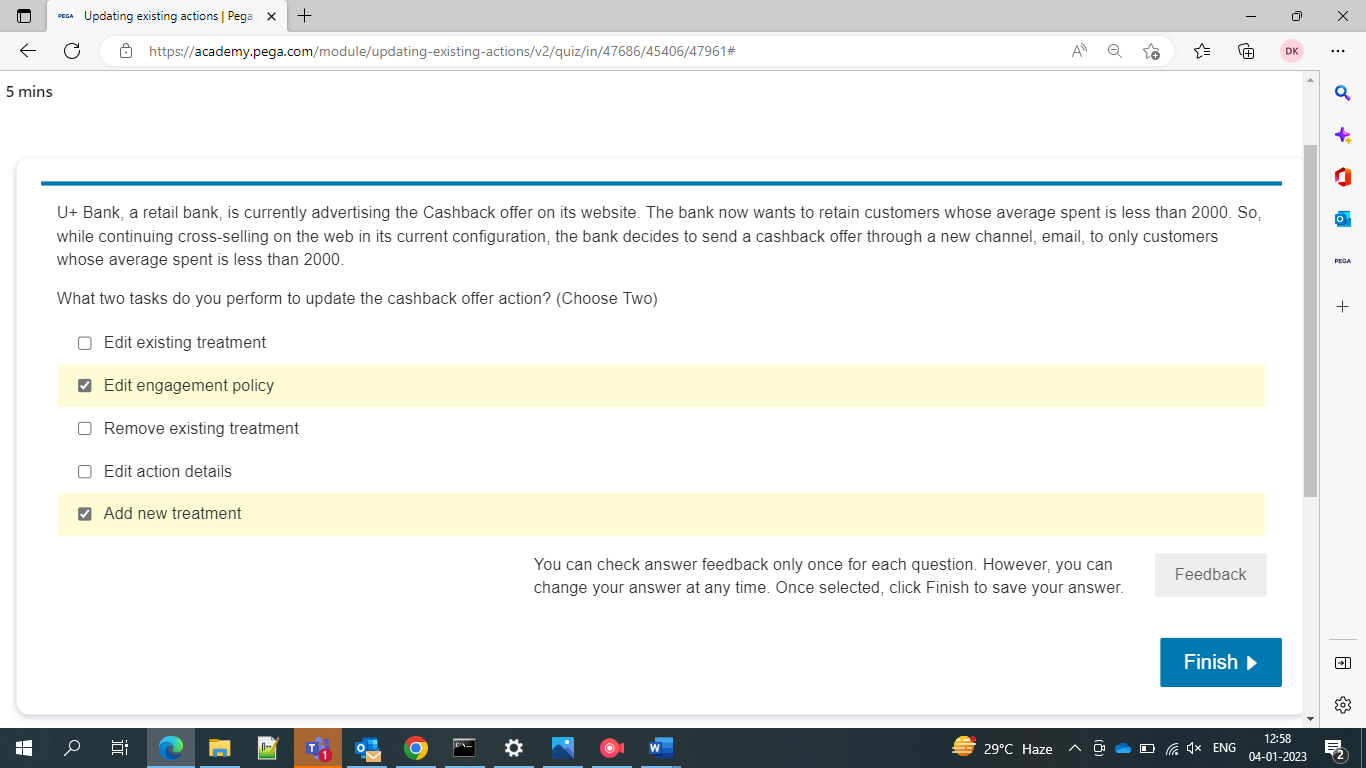 PEGA Updating existing actions | Pega
https://academy.pega.com/module/updating-existing-actions/v2/quiz/in/47686/45406/47961#
A
DK
5 mins
U+ Bank, a retail bank, is currently advertising the Cashback offer on its website. The bank now wants to retain customers whose average spent is less than 2000. So,
while continuing cross-selling on the web in its current configuration, the bank decides to send a cashback offer through a new channel, email, to only customers
whose average spent is less than 2000.
PEGA
What two tasks do you perform to update the cashback offer action? (Choose Two)
Edit existing treatment
Edit engagement policy
Remove existing treatment
Edit action details
Add new treatment
You can check answer feedback only once for each question. However, you can
change your answer at any time. Once selected, click Finish to save your answer.
Feedback
Finish
29°C Haze
ENG
12:58
04-01-2023
2
1